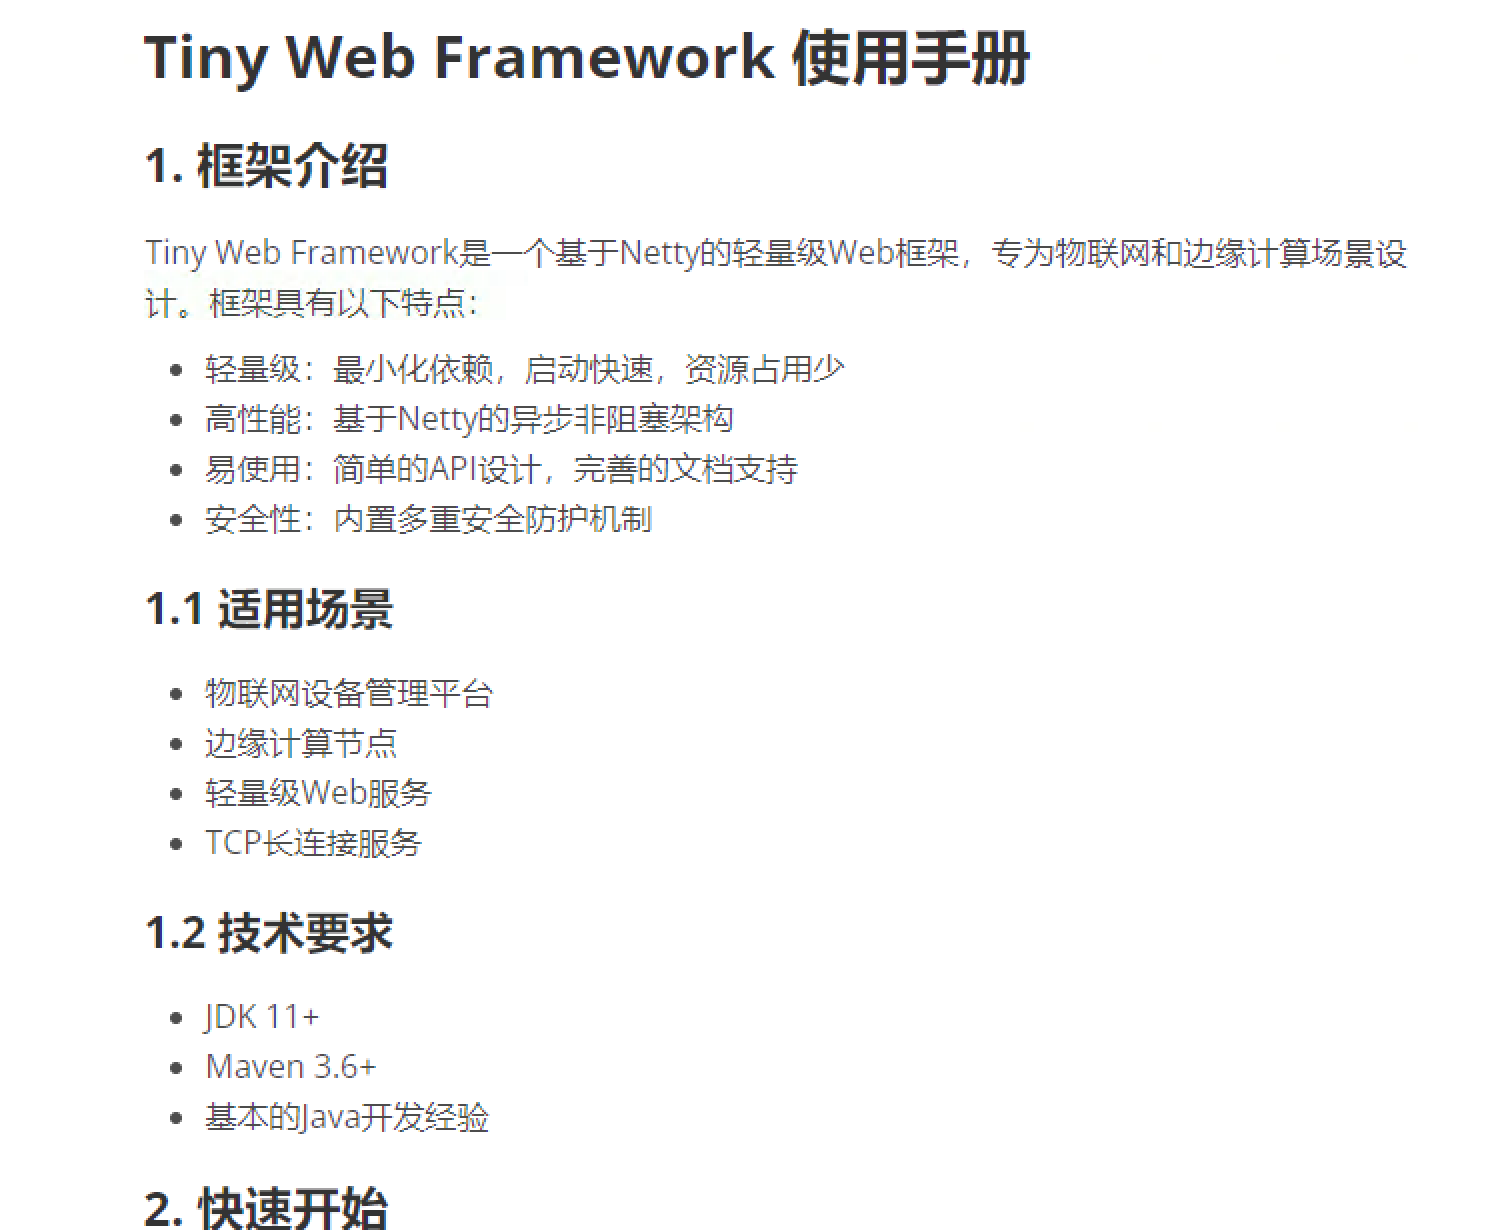 Tiny Web Framework 使用手册
1. 框架介绍
Tiny Web Framework是一个基于Netty的轻量级Web框架，专为物联网和边缘计算场景设
计。框架具有以下特点：
• 轻量级：最小化依赖，启动快速，资源占用少
• 高性能：基于Netty的异步非阻塞架构
• 易使用：简单的API设计，完善的文档支持
• 安全性：内置多重安全防护机制
1.1 适用场景
• 物联网设备管理平台
• 边缘计算节点
• 轻量级Web服务
• TCP长连接服务
1.2 技术要求
• JDK 11+
• Maven 3.6+
• 基本的Java开发经验
2. 快速开始